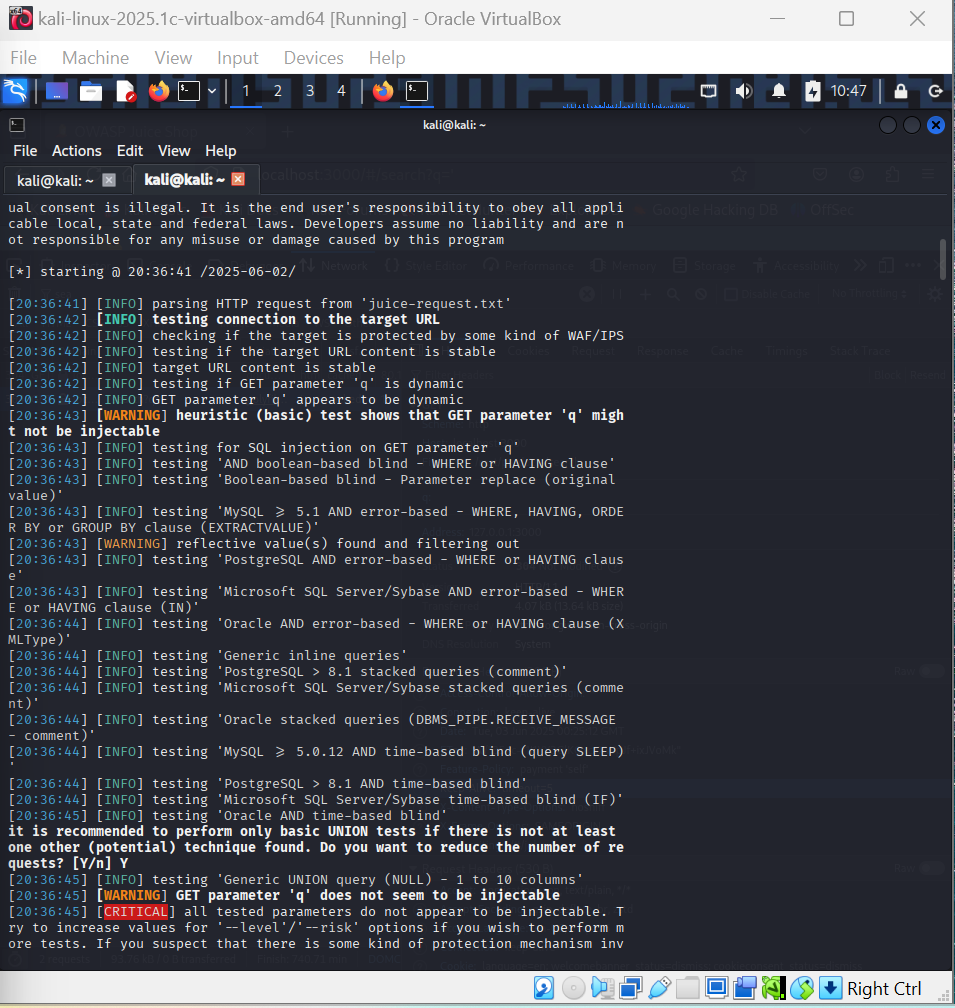 kali-linux-2025.1c-virtualbox-amd64 [Running] - Oracle VirtualBox
File Machine View Input Devices Help
1 2 3 4 10:47
kali@kali: ~
File Actions Edit View Help
kali@kali: ~ kali@kali: ~
ual consent is illegal. It is the end user's responsibility to obey all appli
cable local, state and federal laws. Developers assume no liability and are n
ot responsible for any misuse or damage caused by this program
[*] starting @ 20:36:41 /2025-06-02/
[20:36:41] [INFO] parsing HTTP request from 'juice-request.txt'
[20:36:42] [INFO] testing connection to the target URL
[20:36:42] [INFO] checking if the target is protected by some kind of WAF/IPS
[20:36:42] [INFO] testing if the target URL content is stable
[20:36:42] [INFO] target URL content is stable
[20:36:42] [INFO] testing if GET parameter 'q' is dynamic
[20:36:42] [INFO] GET parameter 'q' appears to be dynamic
[20:36:43] [WARNING] heuristic (basic) test shows that GET parameter 'q' migh
t not be injectable
[20:36:43] [INFO] testing for SQL injection on GET parameter 'q'
[20:36:43] [INFO] testing 'AND boolean-based blind - WHERE or HAVING clause'
[20:36:43] [INFO] testing 'Boolean-based blind - Parameter replace (original
value)'
[20:36:43] [INFO] testing 'MySQL ≥ 5.1 AND error-based - WHERE, HAVING, ORDE
R BY or GROUP BY clause (EXTRACTVALUE)'
[20:36:43] [WARNING] reflective value(s) found and filtering out
[20:36:43] [INFO] testing 'PostgreSQL AND error-based - WHERE or HAVING claus
e'
[20:36:43] [INFO] testing 'Microsoft SQL Server/Sybase AND error-based - WHER
E or HAVING clause (IN)'
[20:36:44] [INFO] testing 'Oracle AND error-based - WHERE or HAVING clause (X
MLType)'
[20:36:44] [INFO] testing 'Generic inline queries'
[20:36:44] [INFO] testing 'PostgreSQL > 8.1 stacked queries (comment)'
[20:36:44] [INFO] testing 'Microsoft SQL Server/Sybase stacked queries (comme
nt)'
[20:36:44] [INFO] testing 'Oracle stacked queries (DBMS_PIPE.RECEIVE_MESSAGE
- comment)'
[20:36:44] [INFO] testing 'MySQL ≥ 5.0.12 AND time-based blind (query SLEEP)
'
[20:36:44] [INFO] testing 'PostgreSQL > 8.1 AND time-based blind'
[20:36:44] [INFO] testing 'Microsoft SQL Server/Sybase time-based blind (IF)'
[20:36:45] [INFO] testing 'Oracle AND time-based blind'
it is recommended to perform only basic UNION tests if there is not at least
one other (potential) technique found. Do you want to reduce the number of re
quests? [Y/n] Y
[20:36:45] [INFO] testing 'Generic UNION query (NULL) - 1 to 10 columns'
[20:36:45] [WARNING] GET parameter 'q' does not seem to be injectable
[20:36:45] [CRITICAL] all tested parameters do not appear to be injectable. T
ry to increase values for '--level'/'--risk' options if you wish to perform m
ore tests. If you suspect that there is some kind of protection mechanism inv
Right Ctrl